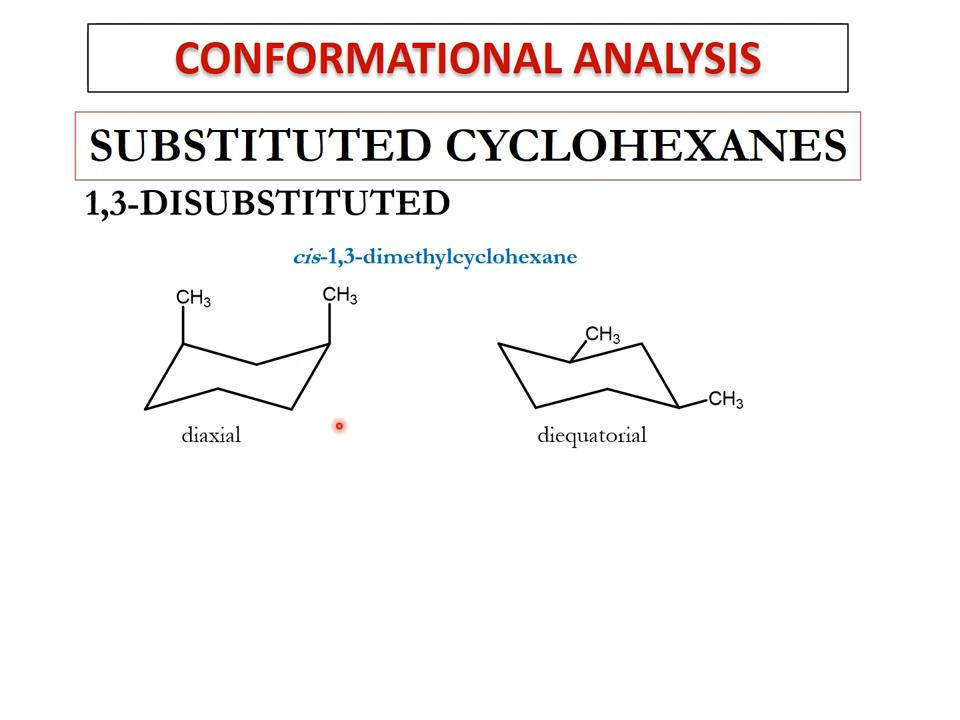 CONFORMATIONAL ANALYSIS
SUBSTITUTED CYCLOHEXANES
1,3-DISUBSTITUTED
cis-1,3-dimethylcyclohexane
CH₃ CH₃
CH₃
CH₃
diaxial diequatorial